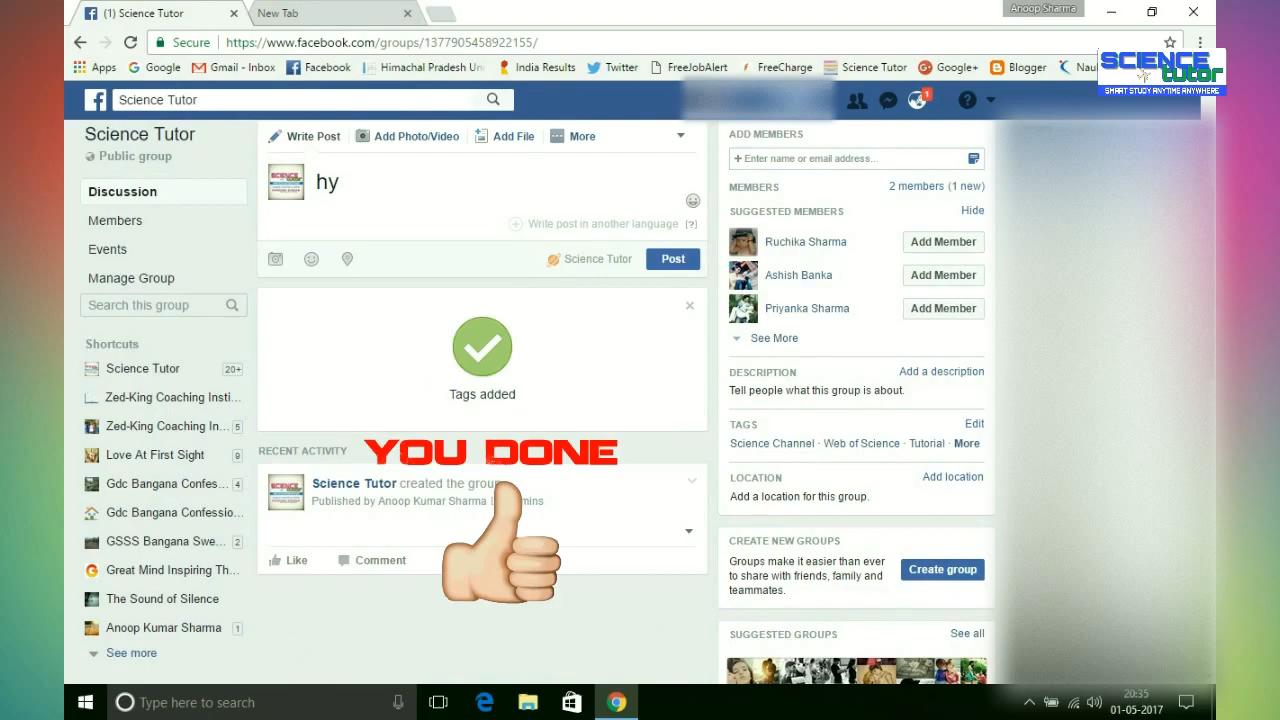 (1) Science Tutor
New Tab
Anoop Sharma
Secure
https://www.facebook.com/groups/1377905458922155/
Apps
Google
Gmail - Inbox
Facebook
Himachal Pradesh
India Results
Twitter
FreeJobAlert
FreeCharge
Science Tutor
Google+
Blogger
Nau
SCIENCE
tutor
SMART STUDY ANYTIME ANYWHERE
Science Tutor
1
Science Tutor
Public group
Discussion
Members
Events
Manage Group
Search this group
Shortcuts
Science Tutor 20+
Zed-King Coaching Insti...
Zed-King Coaching In... 5
Love At First Sight 9
Gdc Bangana Confes... 4
Gdc Bangana Confessio...
GSSS Bangana Swe... 2
Great Mind Inspiring Th...
The Sound of Silence
Anoop Kumar Sharma 1
See more
Write Post
Add Photo/Video
Add File
More
hy
Write post in another language [?]
Science Tutor
Post
Tags added
YOU DONE
RECENT ACTIVITY
Science Tutor created the group
Published by Anoop Kumar Sharma
mins
Like
Comment
ADD MEMBERS
+ Enter name or email address...
MEMBERS
2 members (1 new)
SUGGESTED MEMBERS
Hide
Ruchika Sharma
Add Member
Ashish Banka
Add Member
Priyanka Sharma
Add Member
See More
DESCRIPTION
Add a description
Tell people what this group is about.
TAGS
Edit
Science Channel · Web of Science · Tutorial · More
LOCATION
Add location
Add a location for this group.
CREATE NEW GROUPS
Groups make it easier than ever
to share with friends, family and
teammates.
Create group
SUGGESTED GROUPS
See all
Type here to search
20:35
01-05-2017